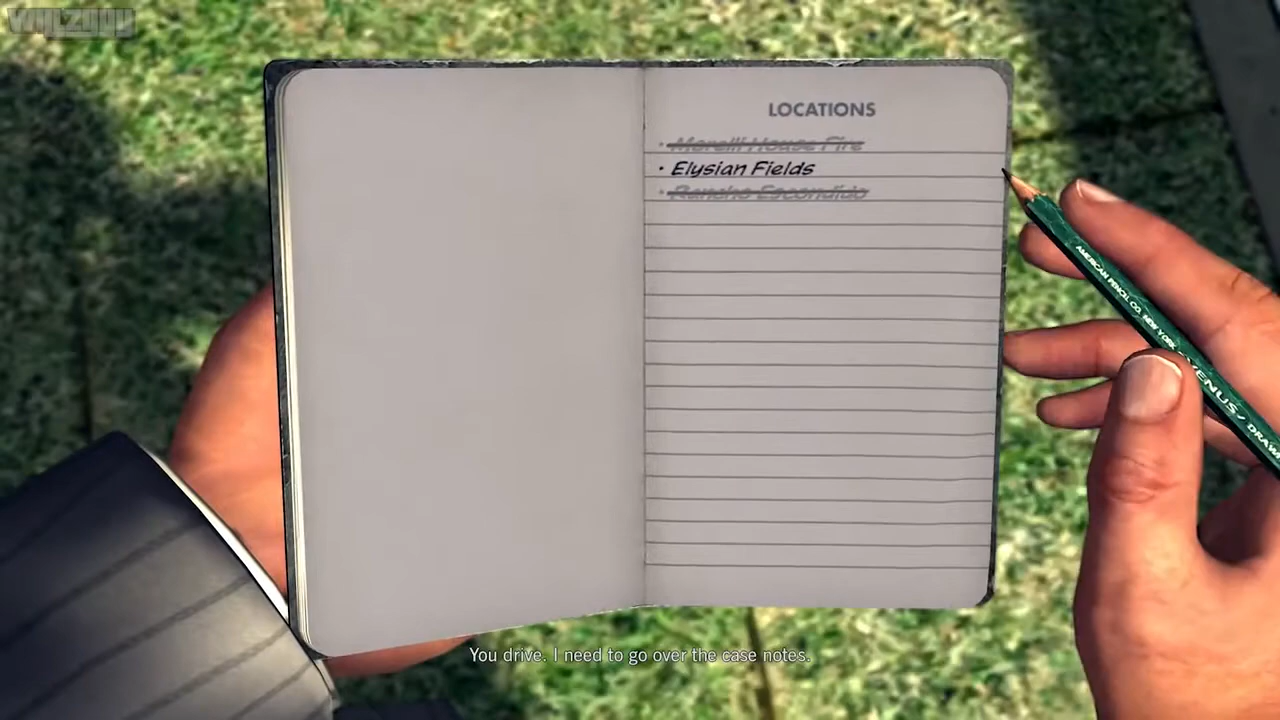 LOCATIONS
· Morelli House Fire
· Elysian Fields
· Rancho Escondido
AMERICAN PENCIL CO. NEW YORK
VENUS
You drive. I need to go over the case notes.